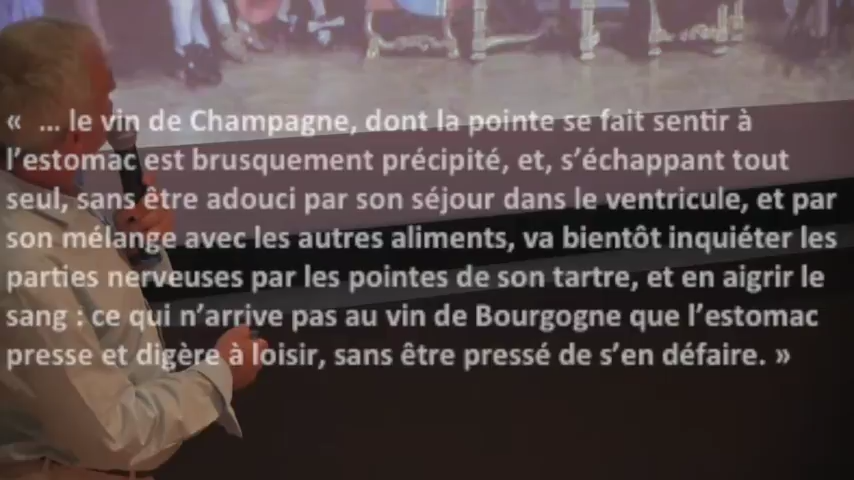 «  ... le vin de Champagne, dont la pointe se fait sentir à
l’estomac est brusquement précipité, et, s’échappant tout
seul, sans être adouci par son séjour dans le ventricule, et par
son mélange avec les autres aliments, va bientôt inquiéter les
parties nerveuses par les pointes de son tartre, et en aigrir le
sang : ce qui n’arrive pas au vin de Bourgogne que l’estomac
presse et digère à loisir, sans être pressé de s’en défaire. »